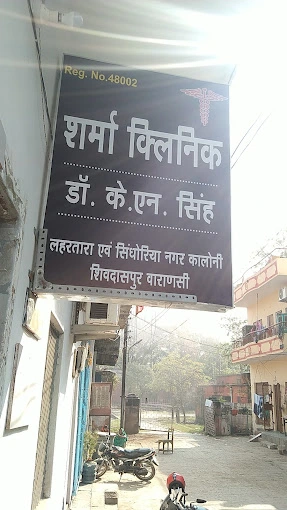 Reg. No.48002
शर्मा क्लिनिक
डॉ. के.एन. सिंह
लहरतारा एवं सिंघोरिया नगर कालोनी
शिवदासपुर वाराणसी